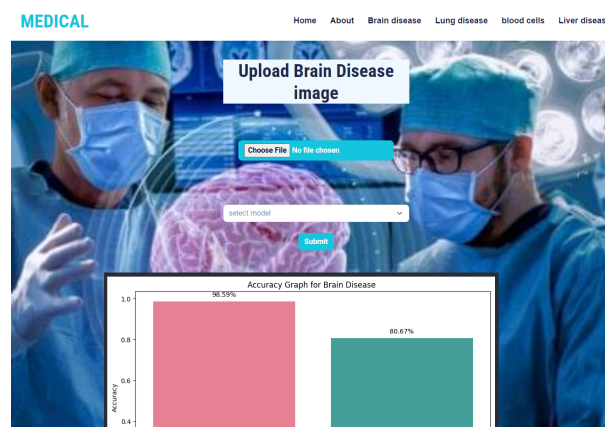 MEDICAL
Home About Brain disease Lung disease blood cells Liver diseas
Upload Brain Disease
image
Choose File No file chosen
select model
Submit
Accuracy Graph for Brain Disease
98.59%
1.0
80.67%
0.8
0.6
Accuracy
0.4